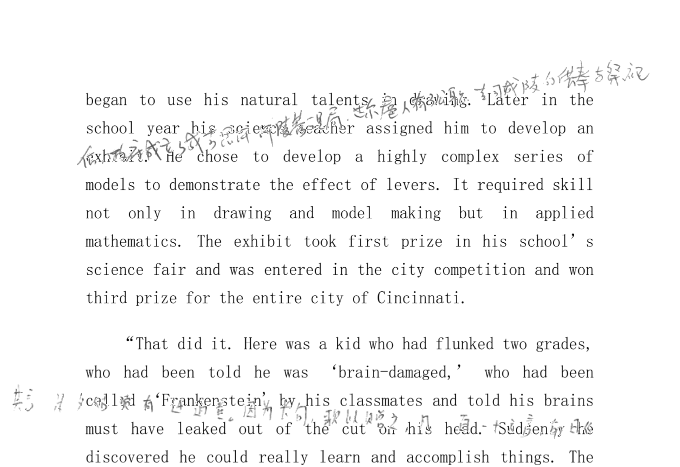 began to use his natural talents in drawing. Later in the
school year his science teacher assigned him to develop an
exhibit. He chose to develop a highly complex series of
models to demonstrate the effect of levers. It required skill
not only in drawing and model making but in applied
mathematics. The exhibit took first prize in his school’s
science fair and was entered in the city competition and won
third prize for the entire city of Cincinnati.
“That did it. Here was a kid who had flunked two grades,
who had been told he was ‘brain-damaged,’ who had been
called ‘Frankenstein’ by his classmates and told his brains
must have leaked out of the cut on his head. Suddenly he
discovered he could really learn and accomplish things. The